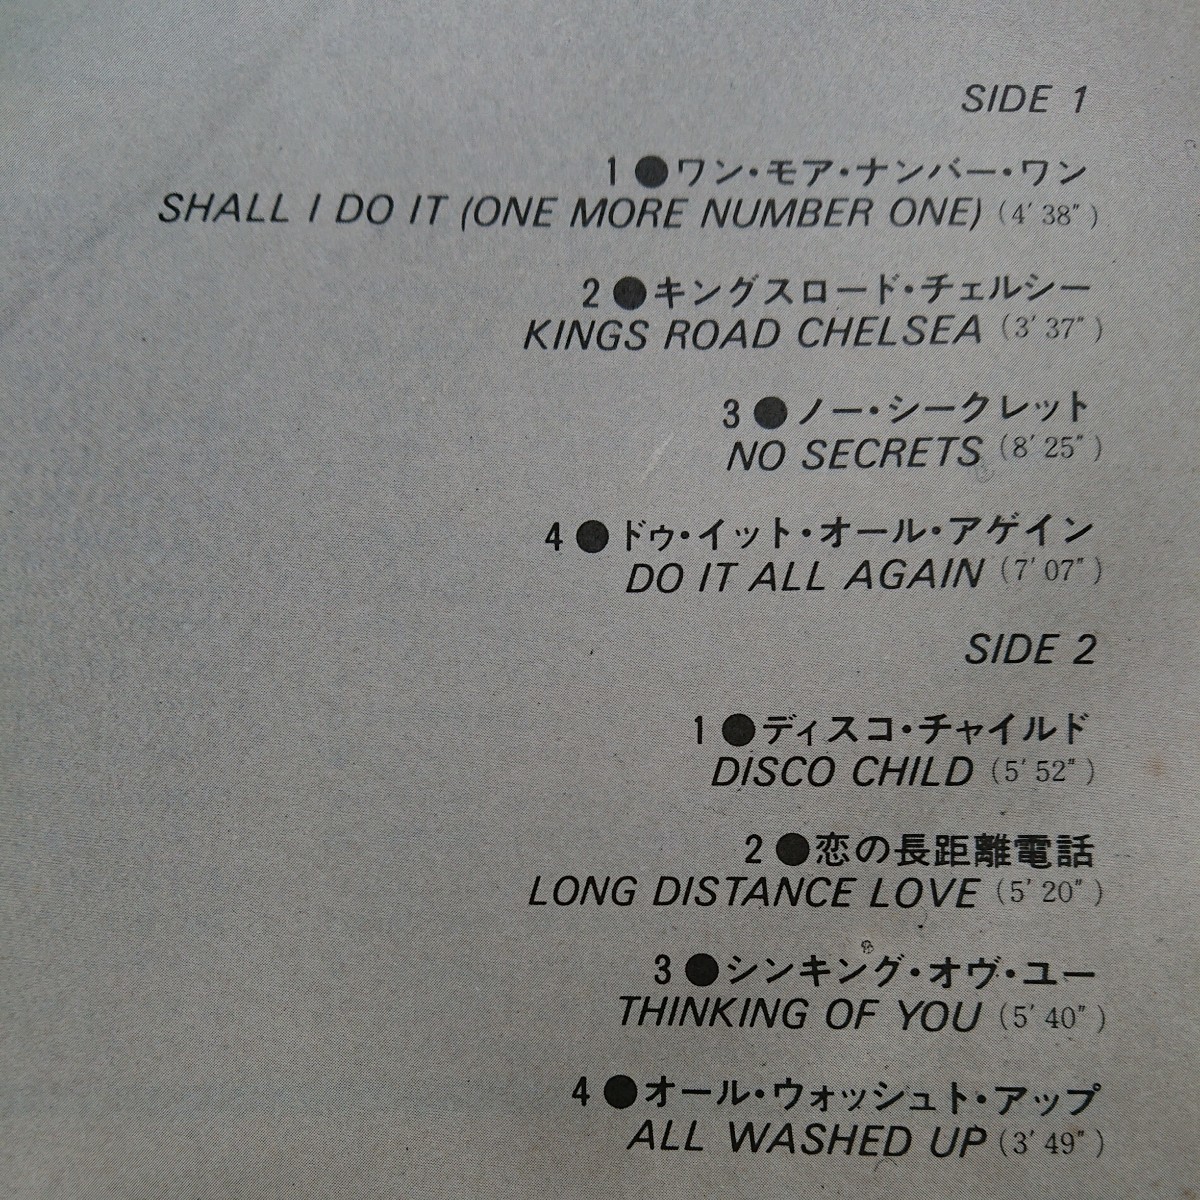 SIDE 1
1●ワン・モア・ナンバー・ワン
SHALL I DO IT (ONE MORE NUMBER ONE) (4'38")
2●キングスロード・チェルシー
KINGS ROAD CHELSEA (3'37")
3●ノー・シークレット
NO SECRETS (8'25")
4●ドゥ・イット・オール・アゲイン
DO IT ALL AGAIN (7'07")
SIDE 2
1●ディスコ・チャイルド
DISCO CHILD (5'52")
2●恋の長距離電話
LONG DISTANCE LOVE (5'20")
3●シンキング・オヴ・ユー
THINKING OF YOU (5'40")
4●オール・ウォッシュト・アップ
ALL WASHED UP (3'49")